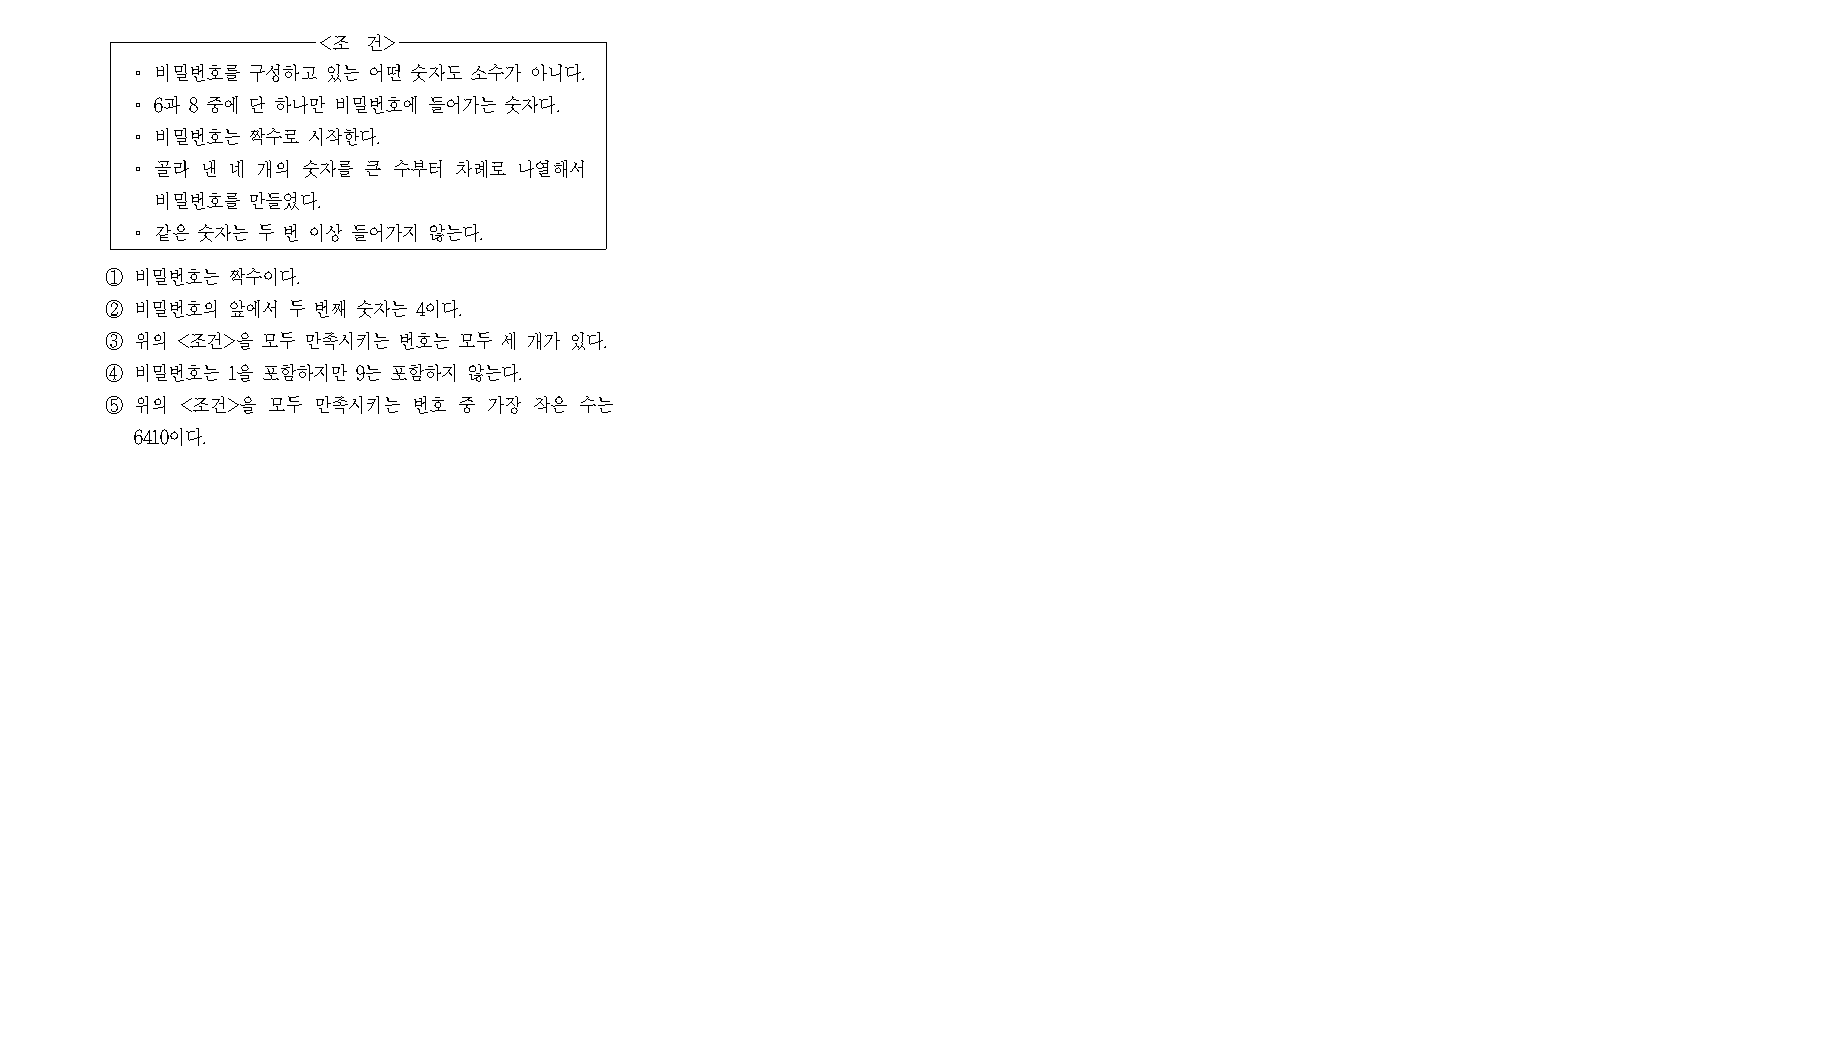 <조 건>
▫ 비밀번호를 구성하고 있는 어떤 숫자도 소수가 아니다.
▫ 6과 8 중에 단 하나만 비밀번호에 들어가는 숫자다.
▫ 비밀번호는 짝수로 시작한다.
▫ 골라 낸 네 개의 숫자를 큰 수부터 차례로 나열해서
비밀번호를 만들었다.
▫ 같은 숫자는 두 번 이상 들어가지 않는다.
① 비밀번호는 짝수이다.
② 비밀번호의 앞에서 두 번째 숫자는 4이다.
③ 위의 <조건>을 모두 만족시키는 번호는 모두 세 개가 있다.
④ 비밀번호는 1을 포함하지만 9는 포함하지 않는다.
⑤ 위의 <조건>을 모두 만족시키는 번호 중 가장 작은 수는
6410이다.